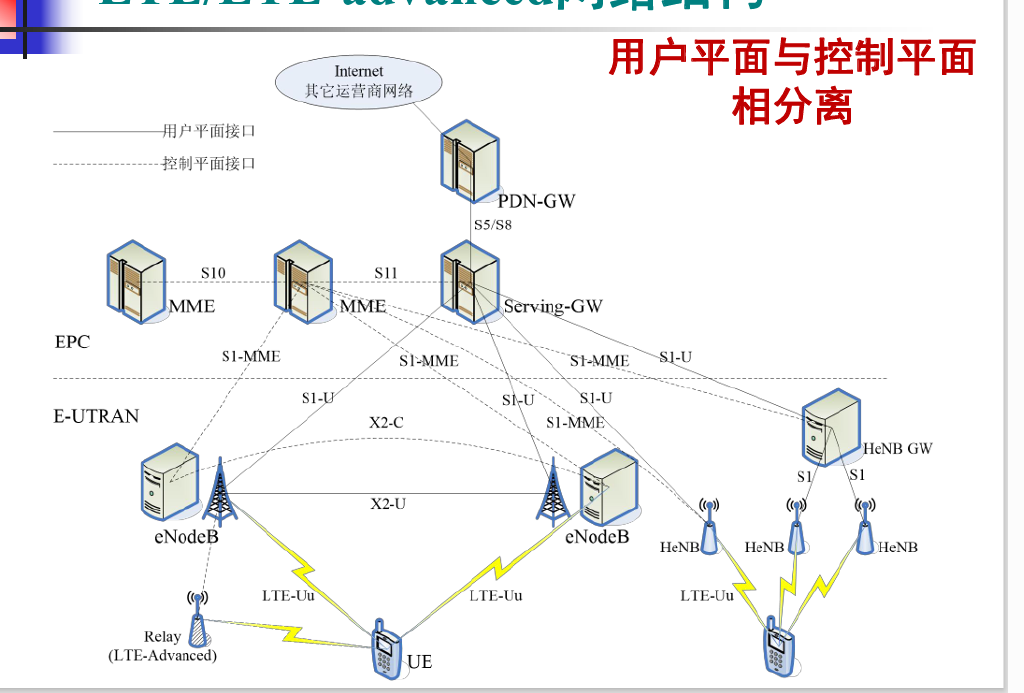 LTE/LTE-advanced网络结构
用户平面与控制平面
相分离
Internet
其它运营商网络
用户平面接口
控制平面接口
PDN-GW
S5/S8
S10
S11
MME
MME
Serving-GW
EPC
S1-MME
S1-MME
S1-MME
S1-U
S1-U
S1-U
S1-U
E-UTRAN
X2-C
S1-MME
HeNB GW
S1
S1
X2-U
eNodeB
eNodeB
HeNB
HeNB
HeNB
LTE-Uu
LTE-Uu
LTE-Uu
Relay
(LTE-Advanced)
UE